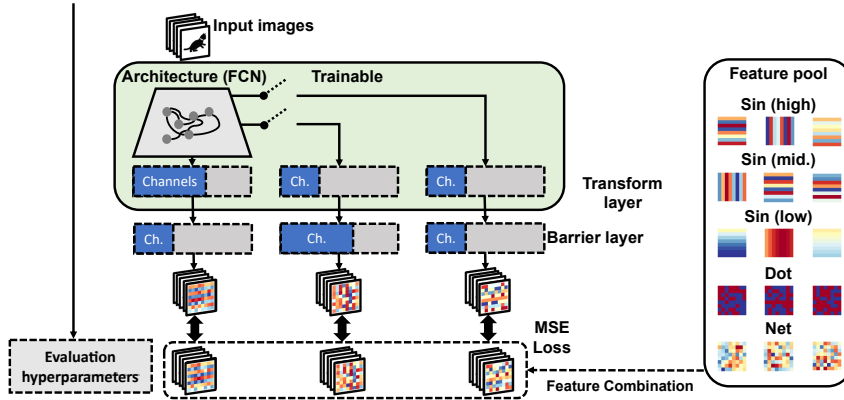 Input images
Architecture (FCN)
Trainable
Channels
Ch.
Ch.
Transform
layer
Ch.
Ch.
Ch.
Barrier layer
MSE
Loss
Evaluation
hyperparameters
Feature Combination
Feature pool
Sin (high)
Sin (mid.)
Sin (low)
Dot
Net